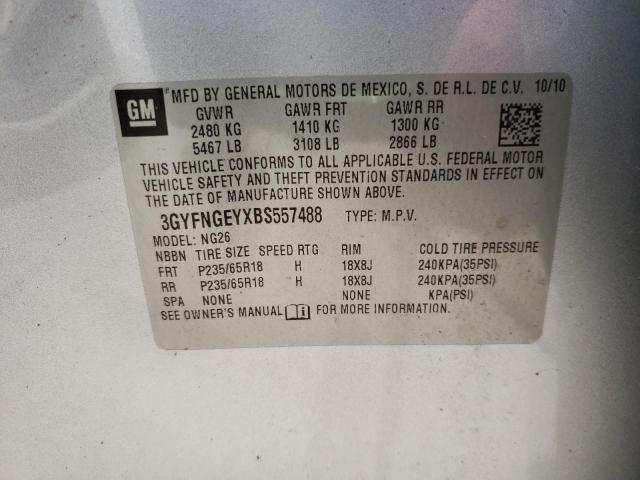 GM
MFD BY GENERAL MOTORS DE MEXICO, S. DE R.L. DE C.V. 10/10
GVWR GAWR FRT GAWR RR
2480 KG 1410 KG 1300 KG
5467 LB 3108 LB 2866 LB
THIS VEHICLE CONFORMS TO ALL APPLICABLE U.S. FEDERAL MOTOR
VEHICLE SAFETY AND THEFT PREVENTION STANDARDS IN EFFECT ON
THE DATE OF MANUFACTURE SHOWN ABOVE.
3GYFNGEYXBS557488 TYPE: M.P.V.
MODEL: NG26
NBBN TIRE SIZE SPEED RTG RIM COLD TIRE PRESSURE
FRT P235/65R18 H 18X8J 240KPA(35PSI)
RR P235/65R18 H 18X8J 240KPA(35PSI)
SPA NONE NONE KPA(PSI)
SEE OWNER'S MANUAL FOR MORE INFORMATION.